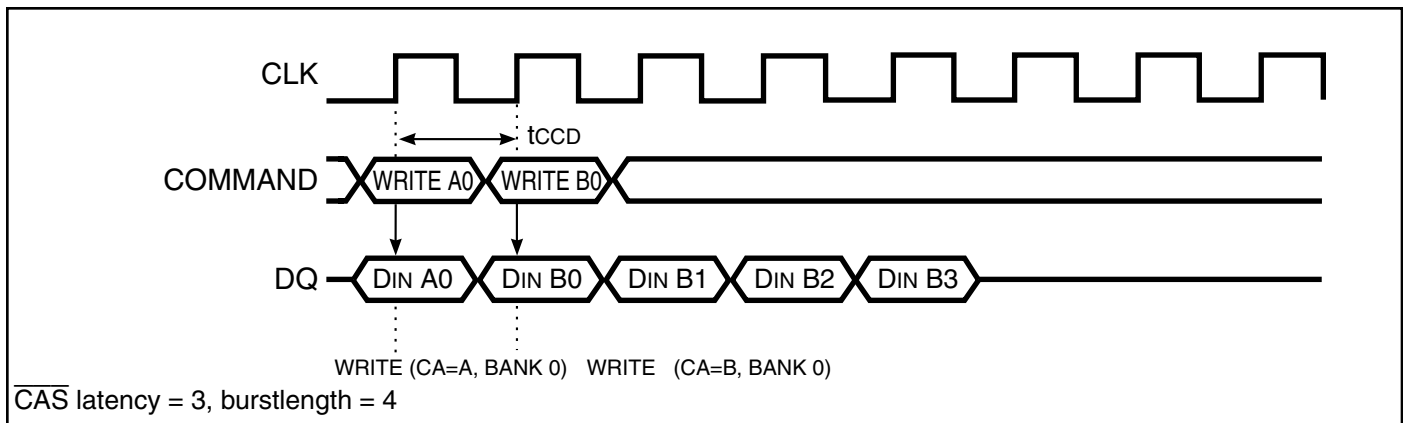 CLK
tCCD
COMMAND WRITE A0 WRITE B0
DQ DIN A0 DIN B0 DIN B1 DIN B2 DIN B3
WRITE (CA=A, BANK 0) WRITE (CA=B, BANK 0)
CAS latency = 3, burstlength = 4